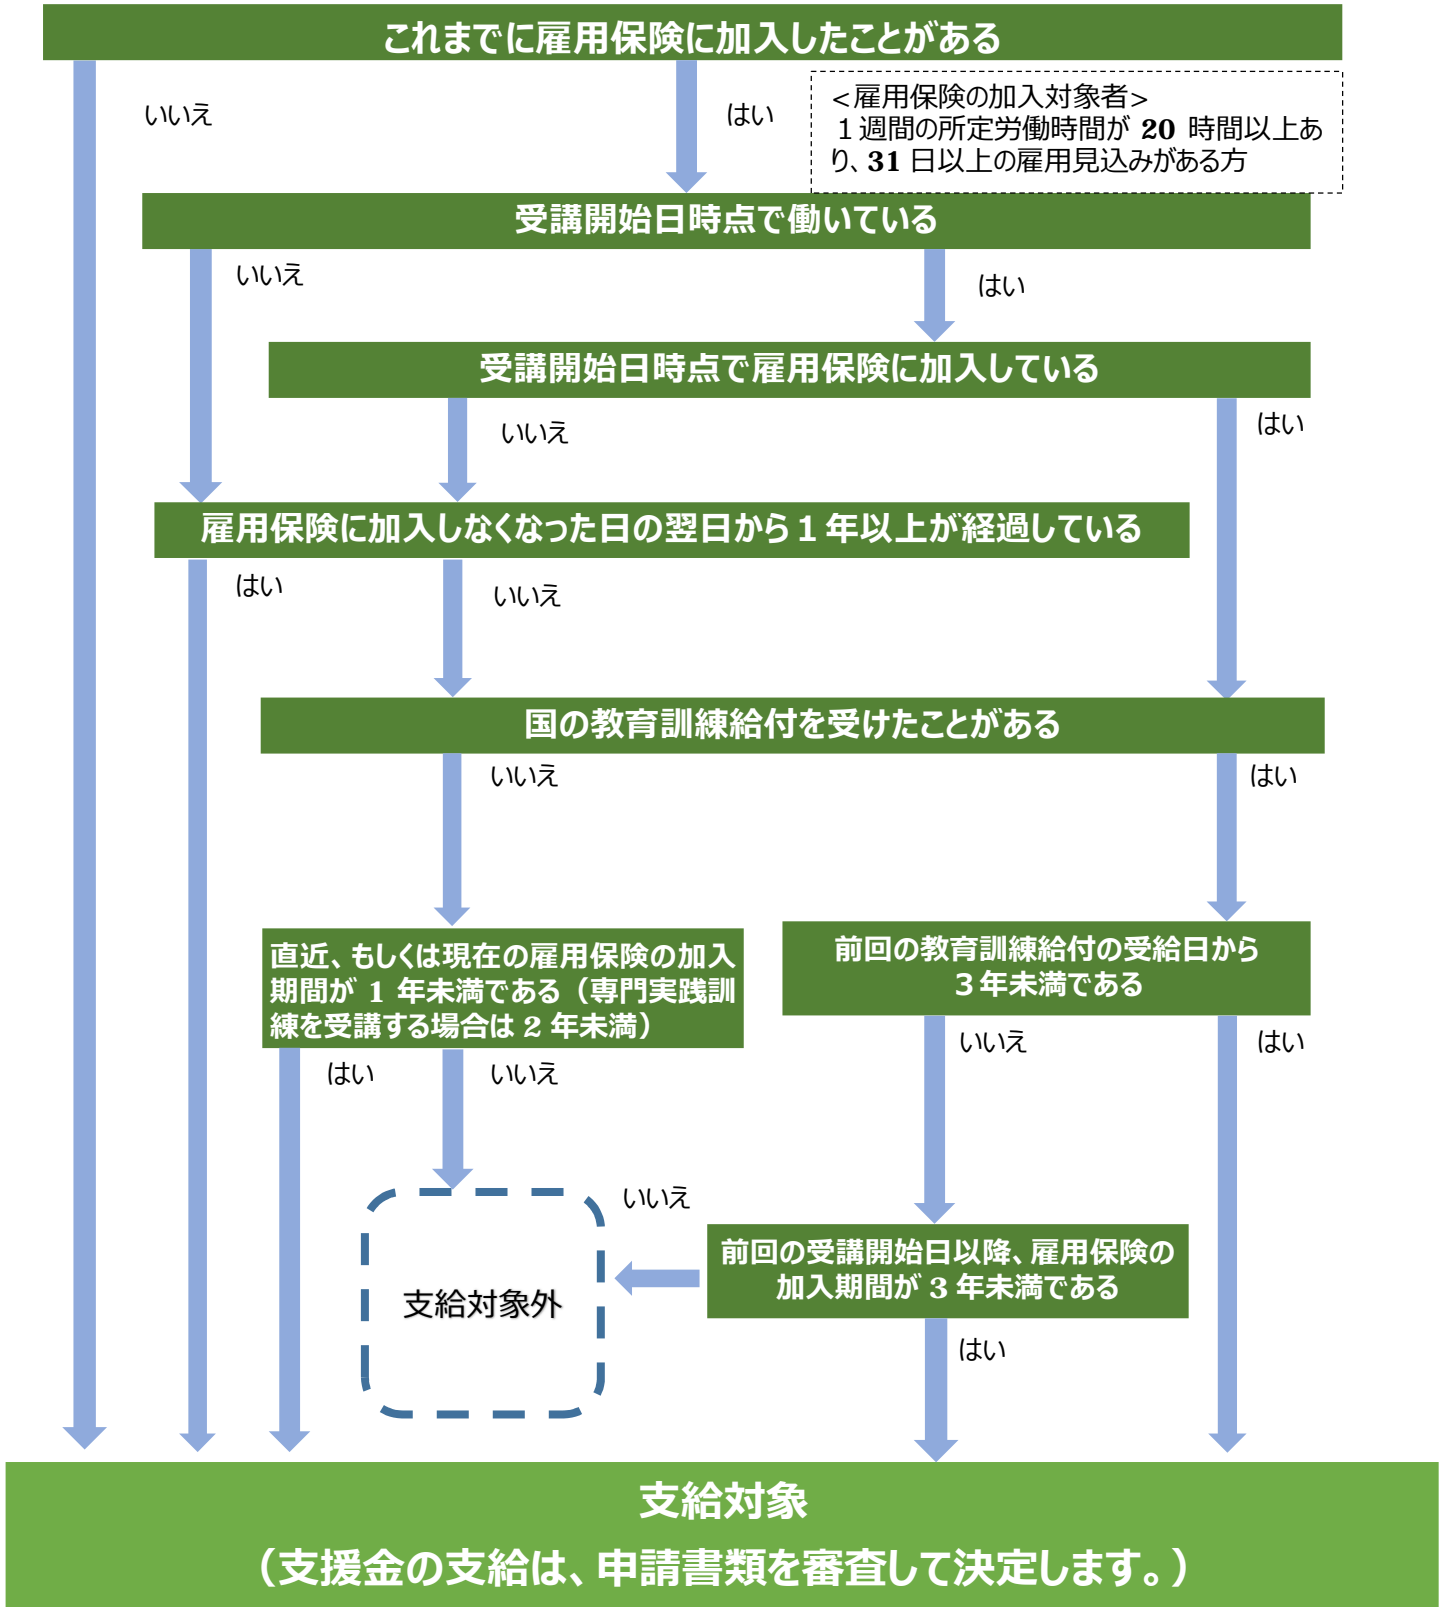 これまでに雇用保険に加入したことがある
いいえ
はい
<雇用保険の加入対象者>
１週間の所定労働時間が 20 時間以上あ
り、31 日以上の雇用見込みがある方
受講開始日時点で働いている
いいえ
はい
受講開始日時点で雇用保険に加入している
いいえ
はい
雇用保険に加入しなくなった日の翌日から１年以上が経過している
はい
いいえ
国の教育訓練給付を受けたことがある
いいえ
はい
直近、もしくは現在の雇用保険の加入
期間が 1 年未満である（専門実践訓
練を受講する場合は 2 年未満）
前回の教育訓練給付の受給日から
３年未満である
はい
いいえ
いいえ
はい
いいえ
前回の受講開始日以降、雇用保険の
加入期間が 3 年未満である
支給対象外
はい
支給対象
（支援金の支給は、申請書類を審査して決定します。）